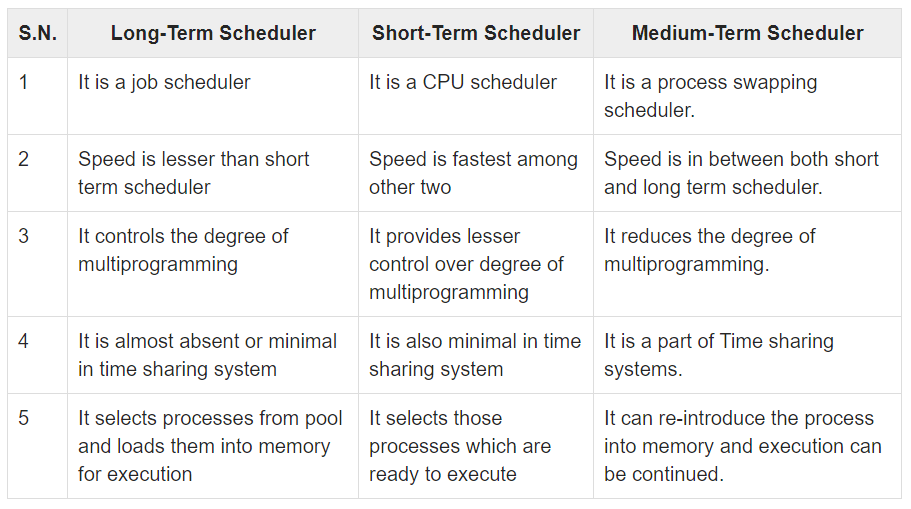 S.N. Long-Term Scheduler Short-Term Scheduler Medium-Term Scheduler
1 It is a job scheduler It is a CPU scheduler It is a process swapping
scheduler.
2 Speed is lesser than short Speed is fastest among Speed is in between both short
term scheduler other two and long term scheduler.
3 It controls the degree of It provides lesser It reduces the degree of
multiprogramming control over degree of multiprogramming.
multiprogramming
4 It is almost absent or minimal It is also minimal in time It is a part of Time sharing
in time sharing system sharing system systems.
5 It selects processes from pool It selects those It can re-introduce the process
and loads them into memory processes which are into memory and execution can
for execution ready to execute be continued.